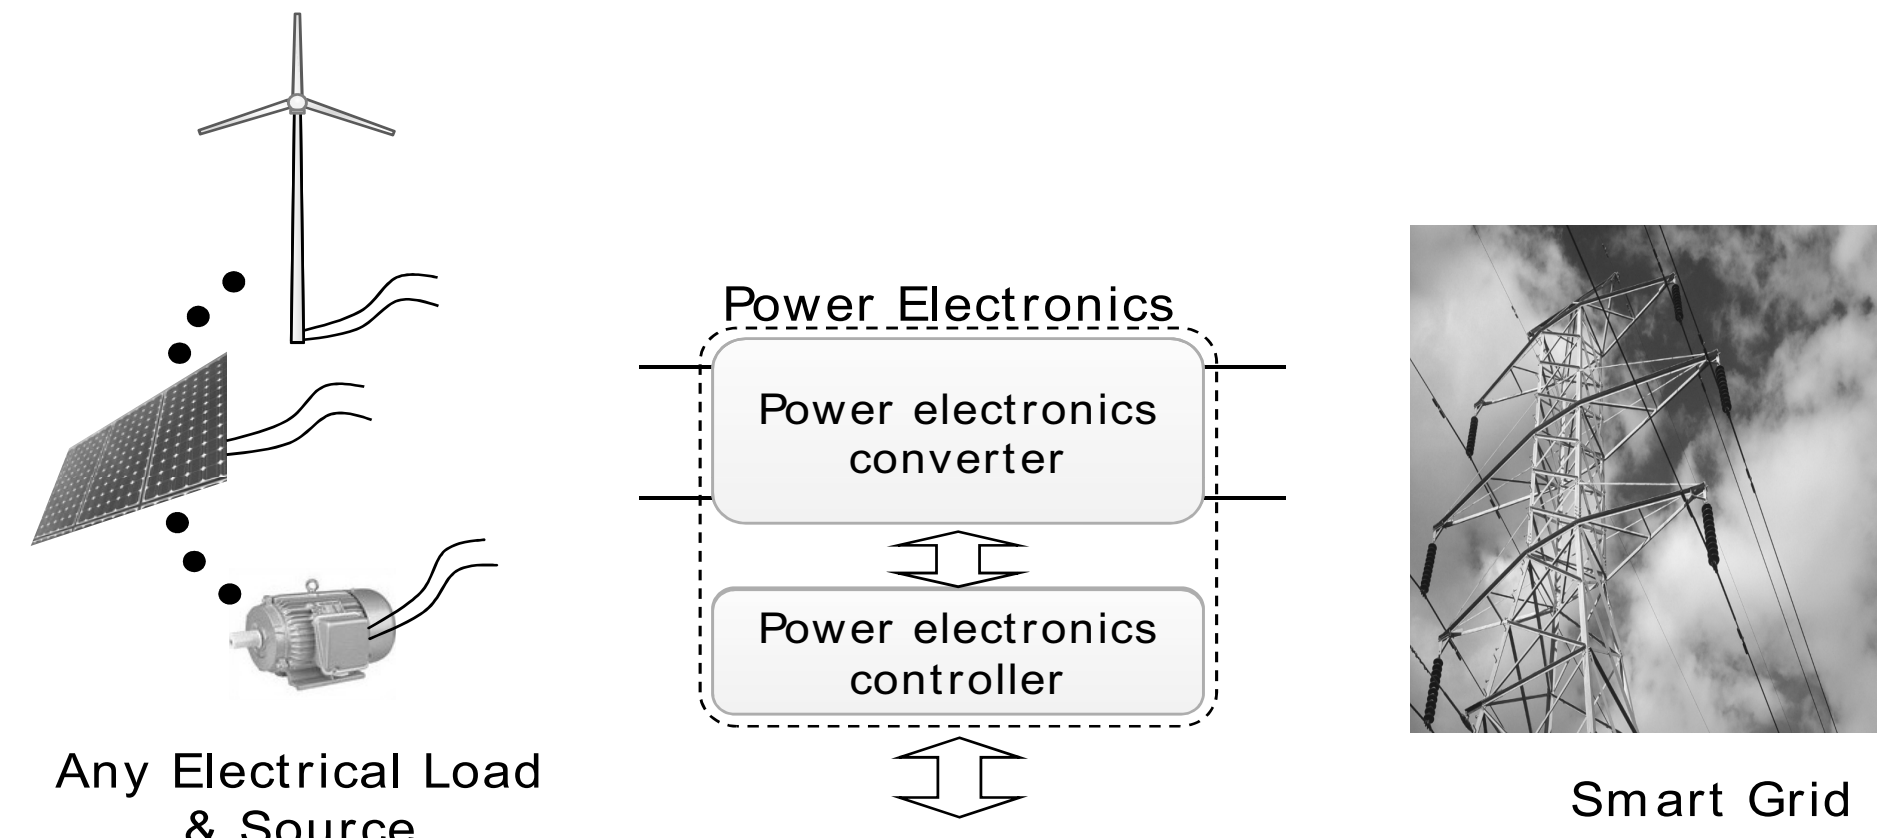 Power Electronics
Power electronics
converter
Power electronics
controller
Any Electrical Load
& Source
Smart Grid